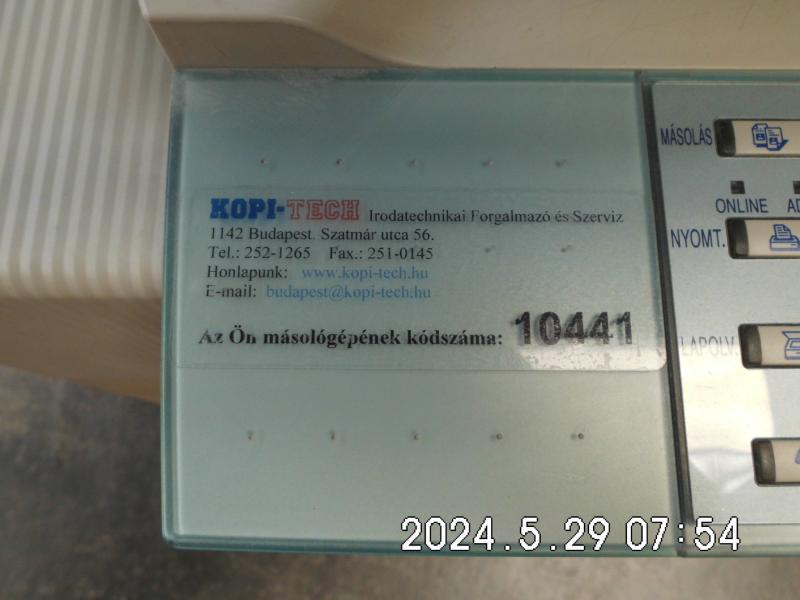 KOPI-TECH Irodatechnikai Forgalmazó és Szerviz
1142 Budapest. Szatmár utca 56.
Tel.: 252-1265 Fax.: 251-0145
Honlapunk: www.kopi-tech.hu
E-mail: budapest@kopi-tech.hu
Az Ön másológépének kódszáma: 10441
MÁSOLÁS
ONLINE AD
NYOMT.
LAPOLV.
2024.5.29 07:54